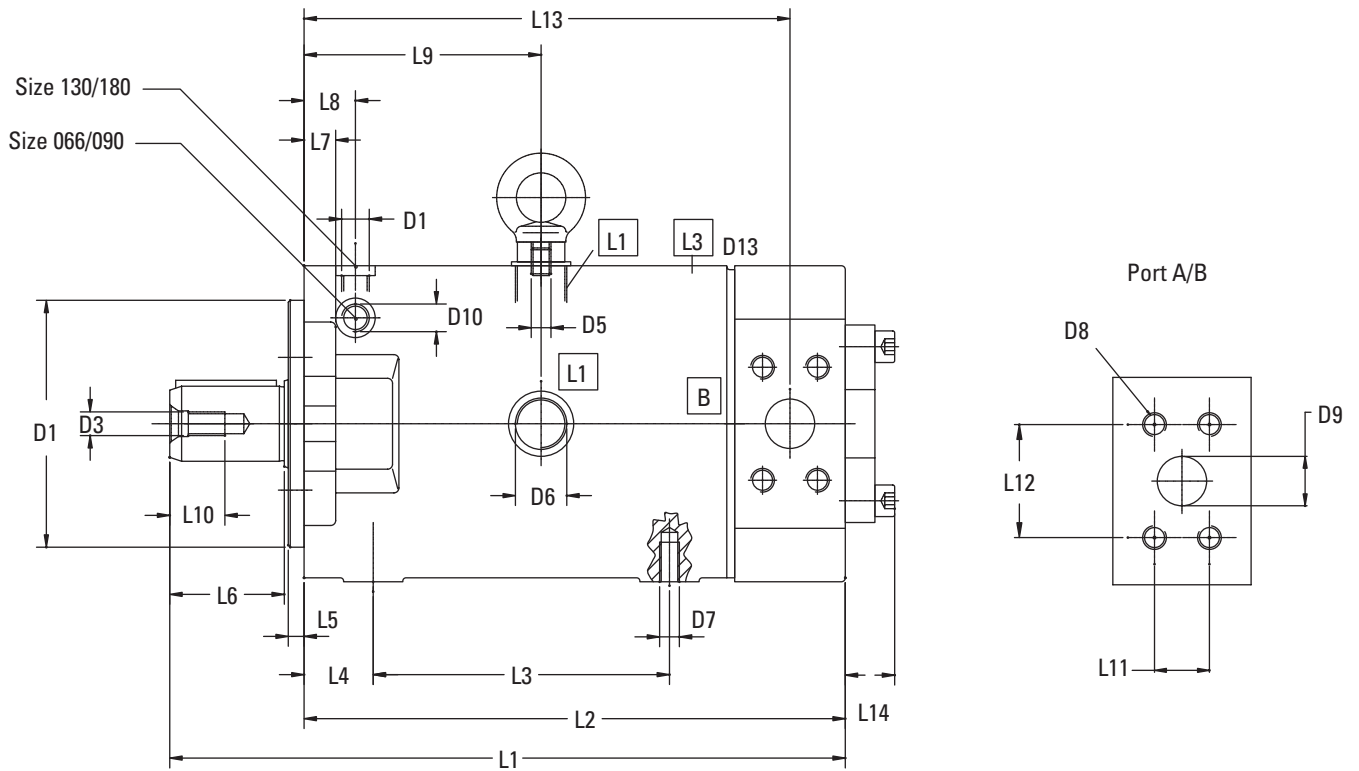 L13
L9
Size 130/180
L8
Size 066/090
L7
D1
L1
L3
D13
Port A/B
D10
D5
D8
L1
B
D9
D3
D1
L12
D6
L10
L6
L5
D7
L4
L3
L11
L2
L14
L1